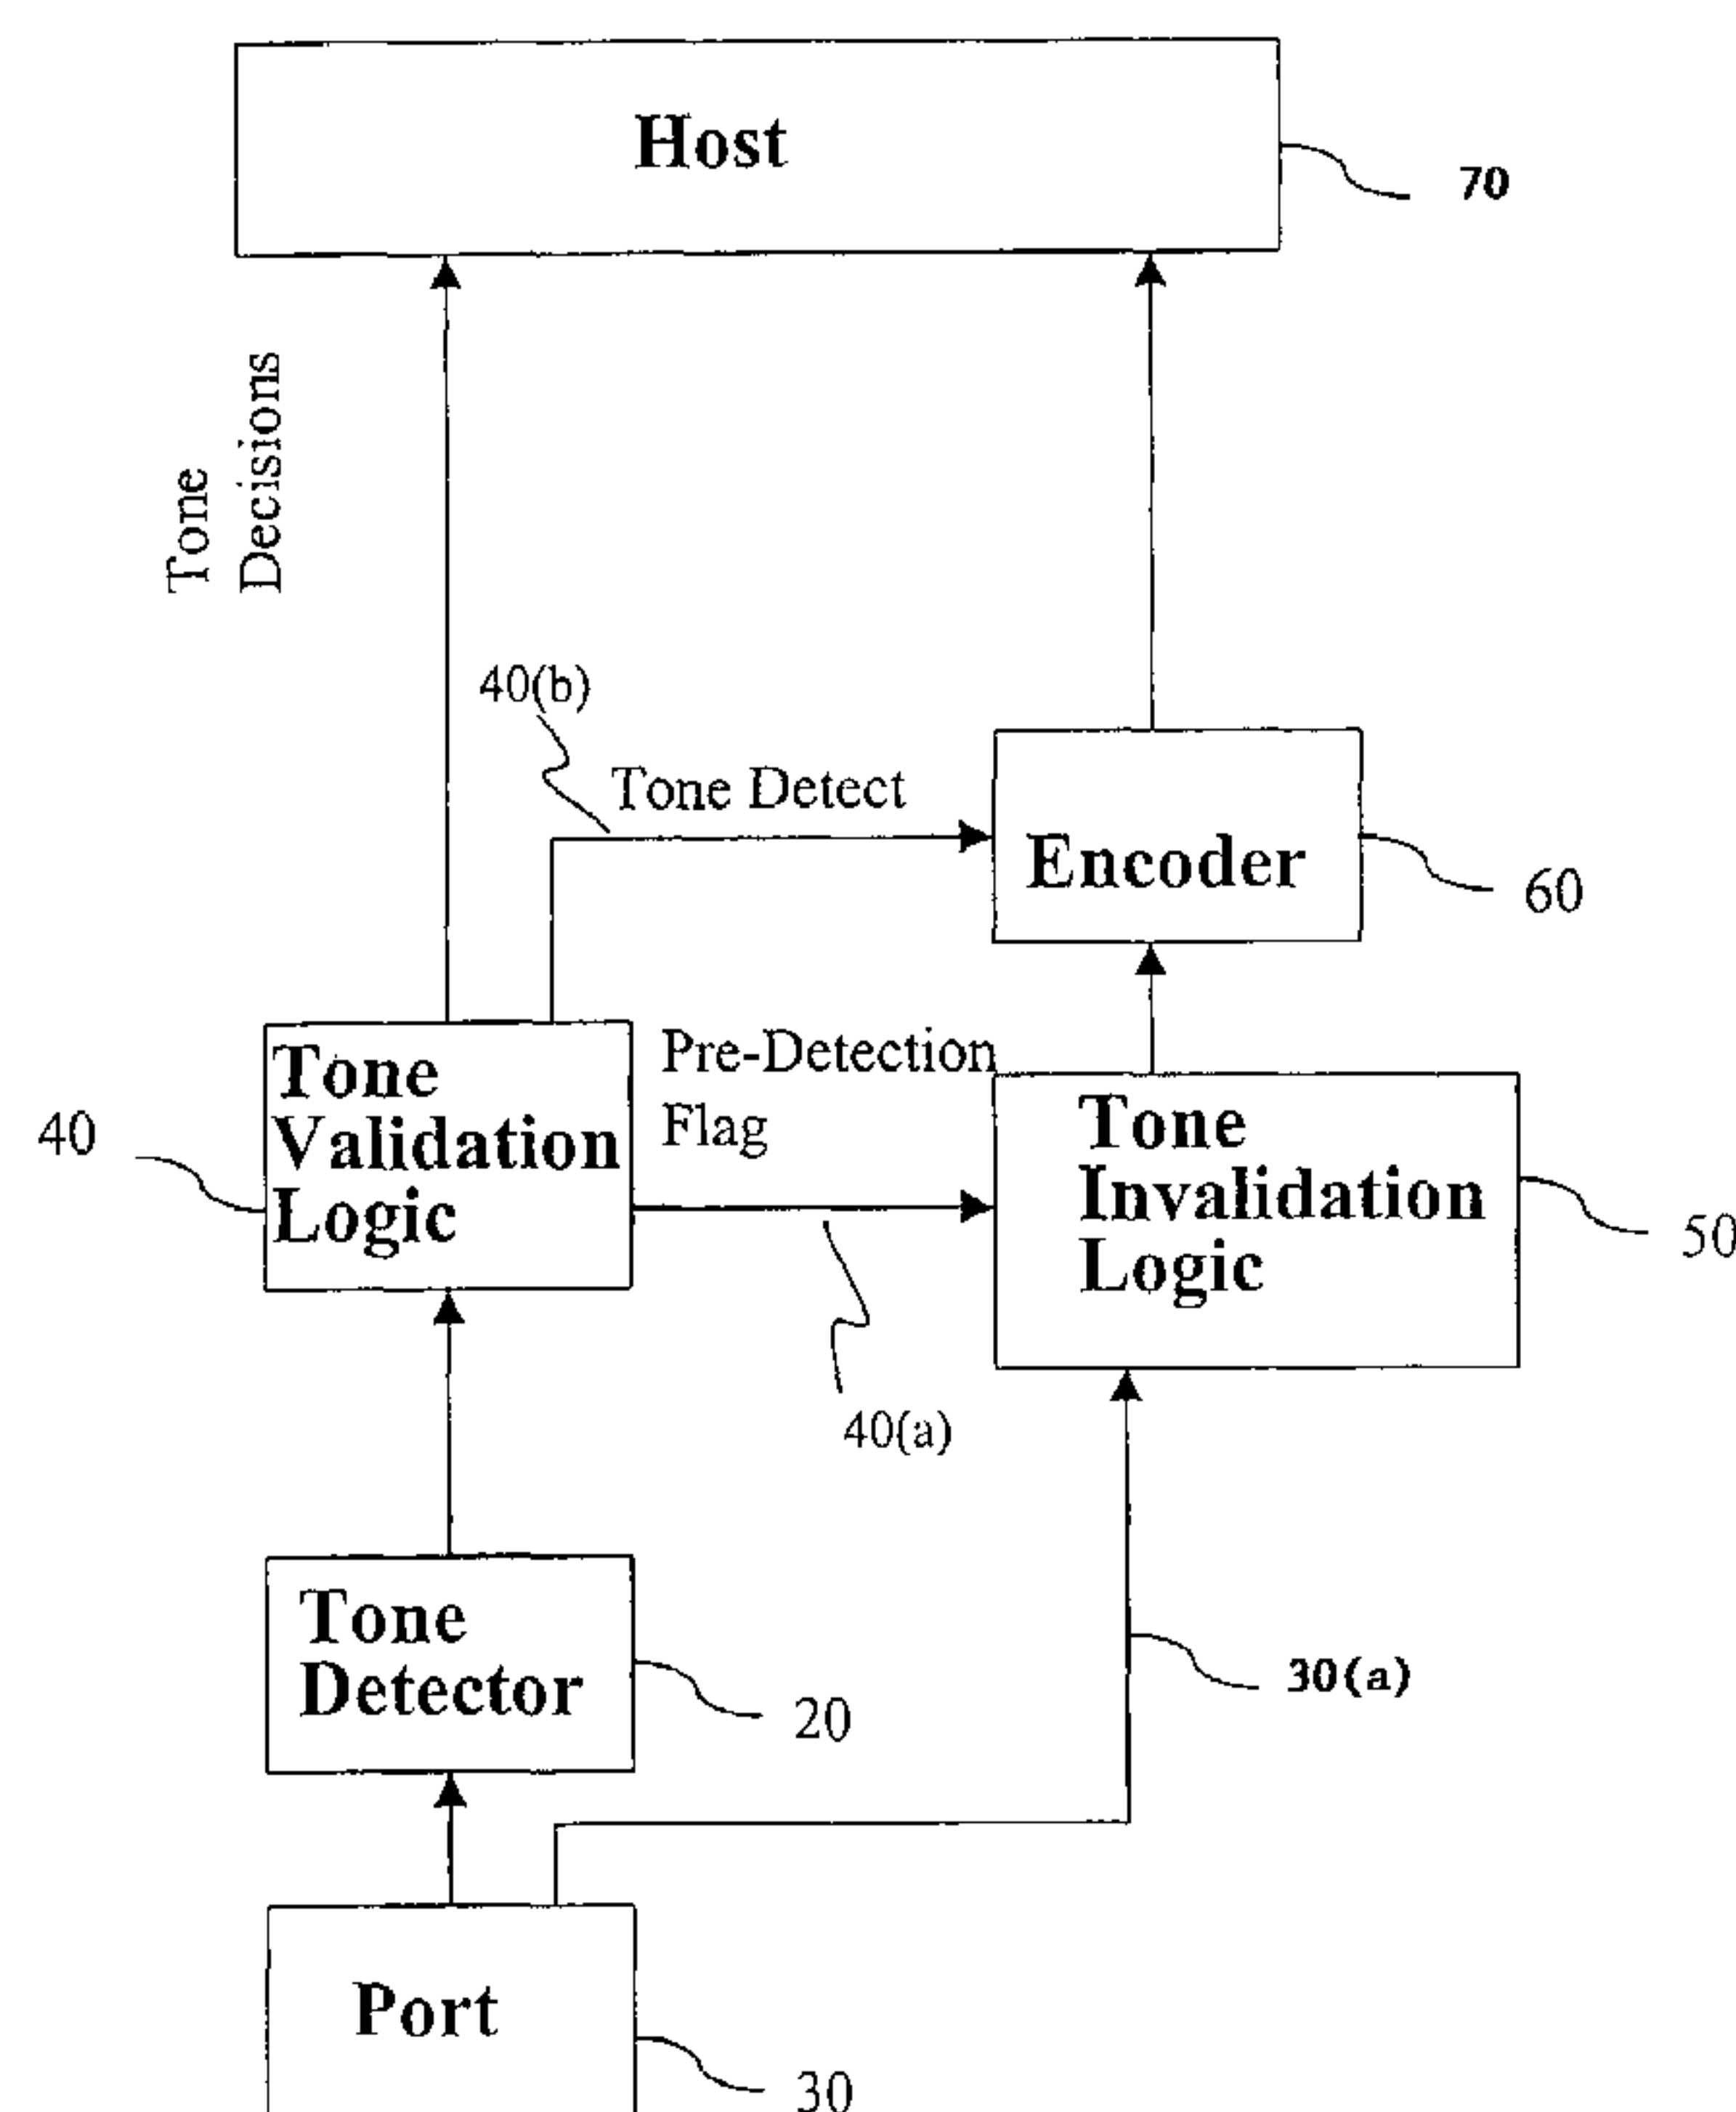 Host
70
Tone
Decisions
40(b)
Tone Detect
Encoder
60
Tone
Validation
Logic
40
Pre-Detection
Flag
Tone
Invalidation
Logic
50
40(a)
Tone
Detector
20
30(a)
Port
30